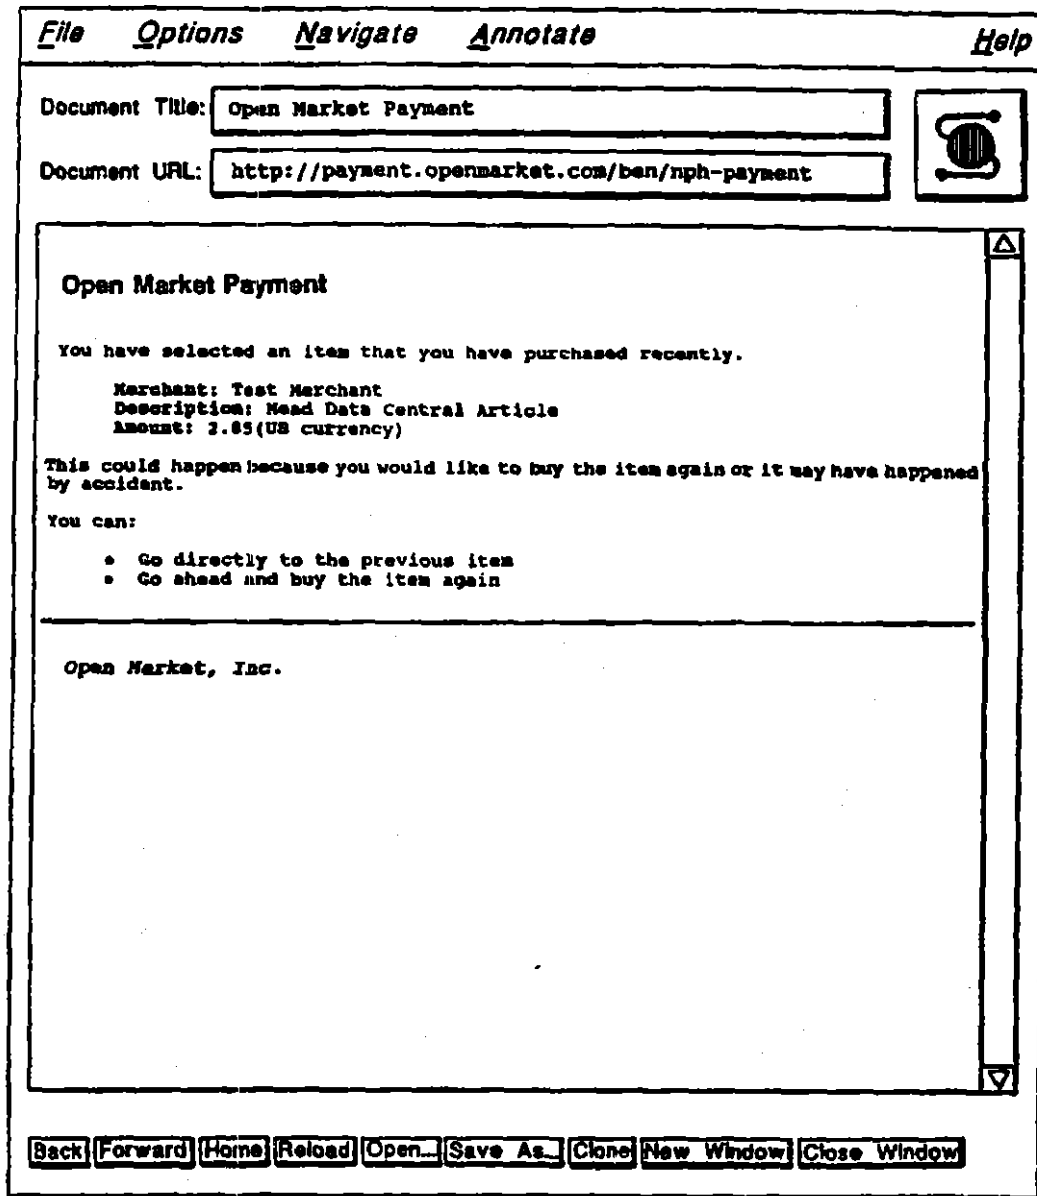 File Options Navigate Annotate Help
Document Title: Open Market Payment
Document URL: http://payment.openmarket.com/ben/nph-payment
Open Market Payment
You have selected an item that you have purchased recently.
Merchant: Test Merchant
Description: Mead Data Central Article
Amount: 2.85(US currency)
This could happen because you would like to buy the item again or it may have happened
by accident.
You can:
• Go directly to the previous item
• Go ahead and buy the item again
Open Market, Inc.
Back Forward Home Reload Open... Save As... Clone New Window Close Window